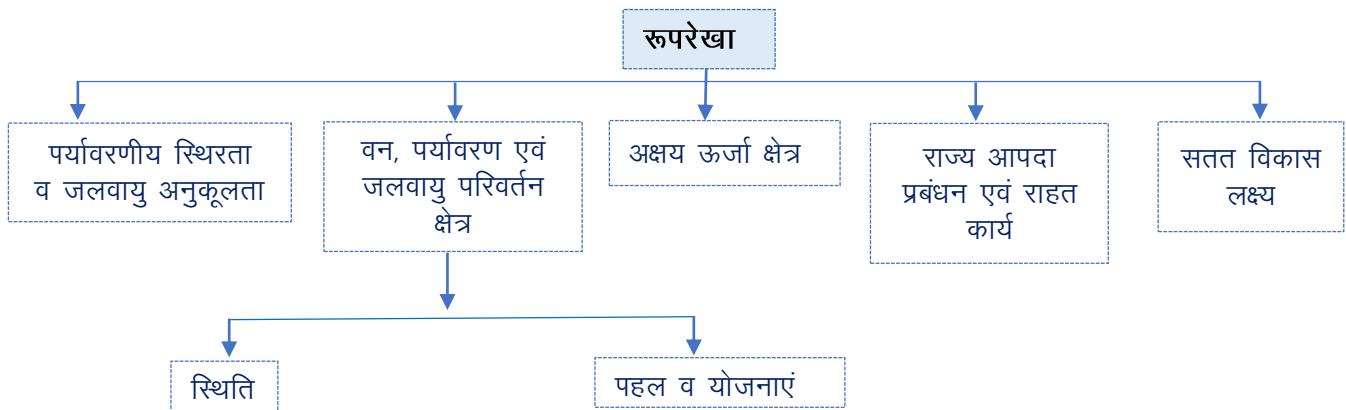 रूपरेखा
पर्यावरणीय स्थिरता
व जलवायु अनुकूलता
वन, पर्यावरण एवं
जलवायु परिवर्तन
क्षेत्र
अक्षय ऊर्जा क्षेत्र
राज्य आपदा
प्रबंधन एवं राहत
कार्य
सतत विकास
लक्ष्य
स्थिति
पहल व योजनाएं